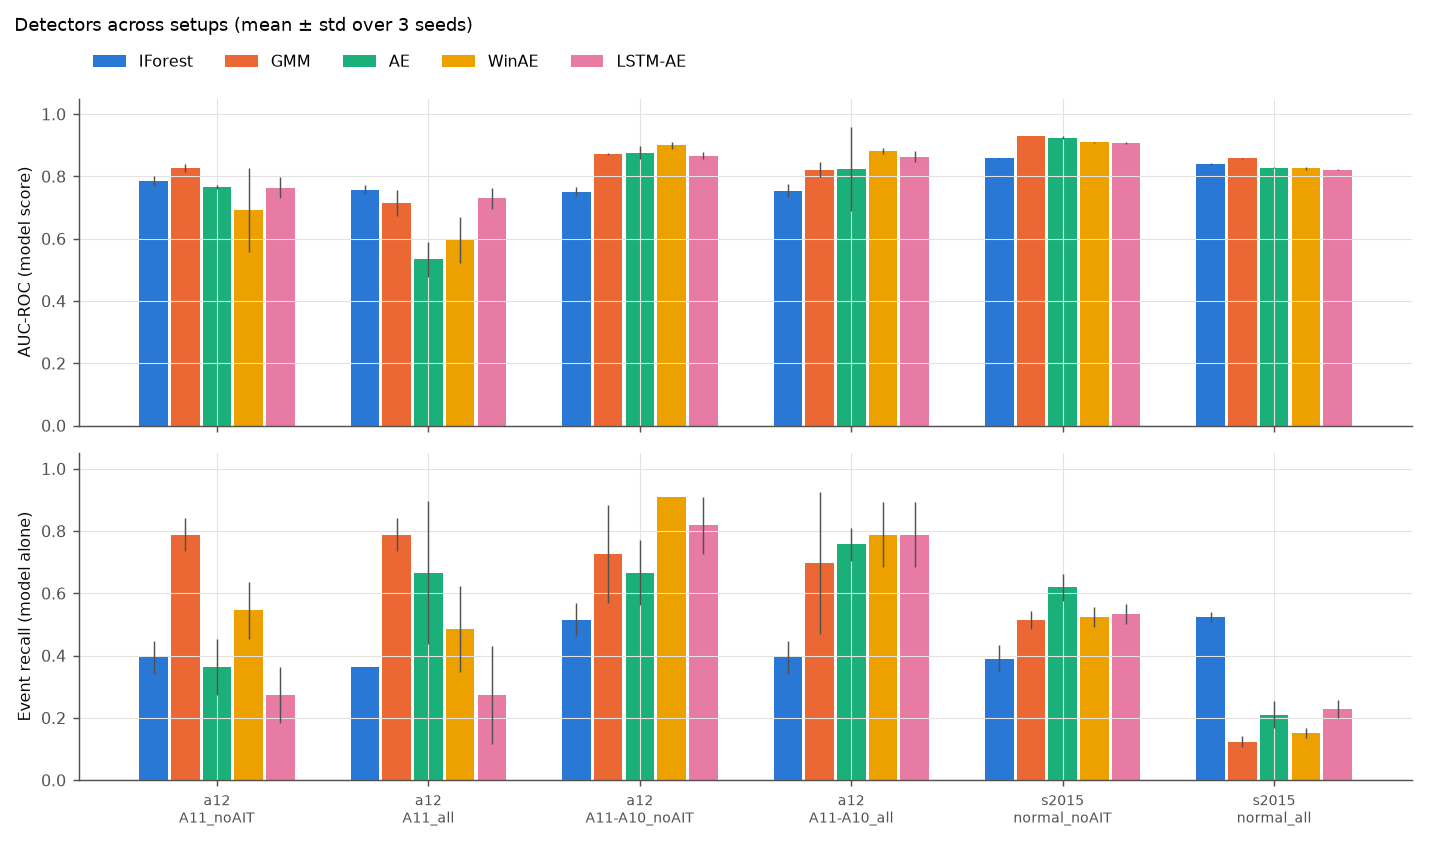 Detectors across setups (mean ± std over 3 seeds)
IForest GMM AE WinAE LSTM-AE
AUC-ROC (model score)
1.0
0.8
0.6
0.4
0.2
0.0
Event recall (model alone)
1.0
0.8
0.6
0.4
0.2
0.0
a12 a12 a12 a12 s2015 s2015
A11_noAIT A11_all A11-A10_noAIT A11-A10_all normal_noAIT normal_all